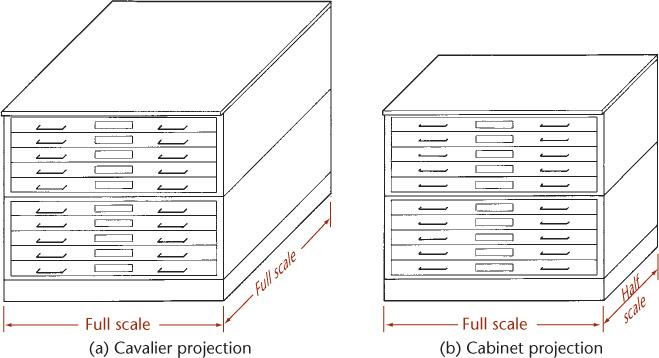 Full scale
Full scale
(a) Cavalier projection
Half
scale
Full scale
(b) Cabinet projection